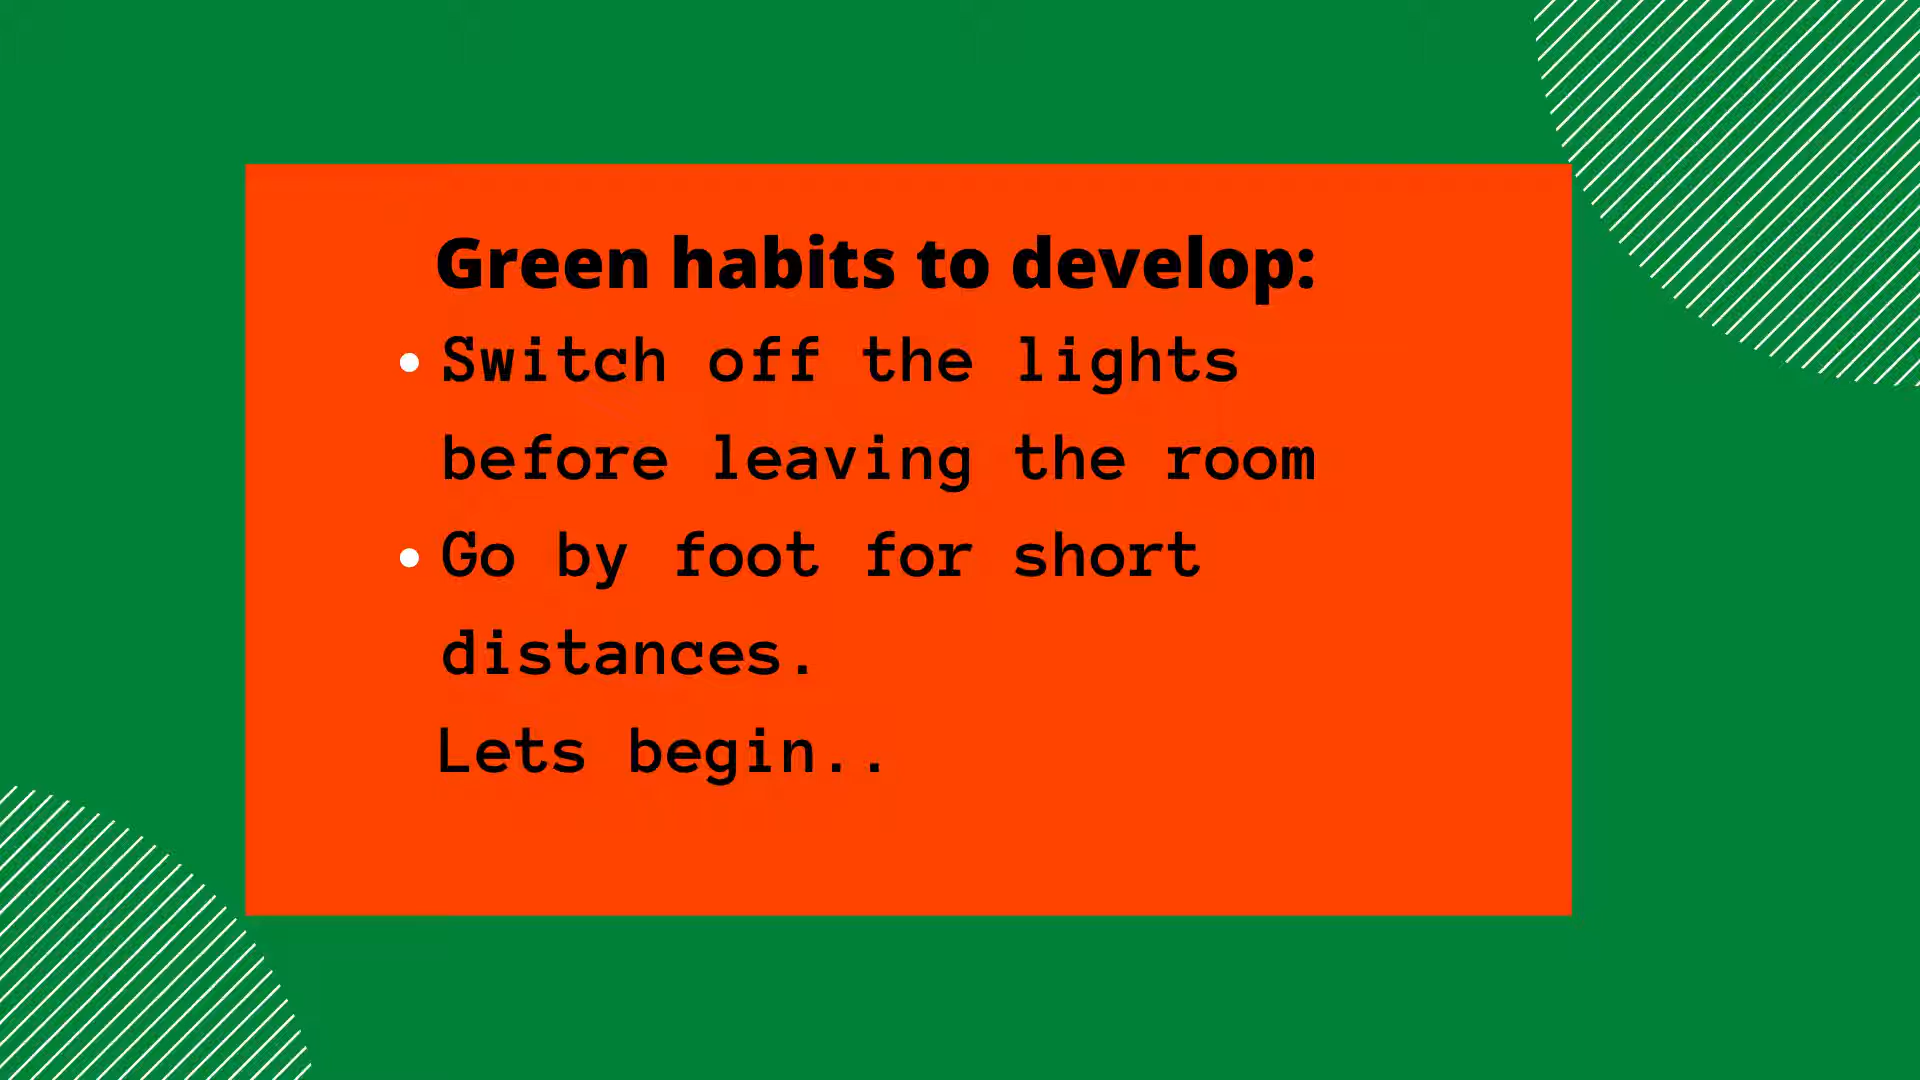 Green habits to develop:
• Switch off the lights
before leaving the room
• Go by foot for short
distances.
Lets begin..